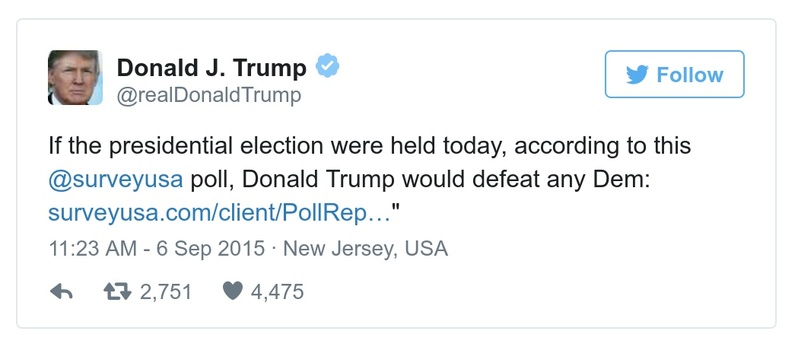 Donald J. Trump
@realDonaldTrump
Follow
If the presidential election were held today, according to this
@surveyusa poll, Donald Trump would defeat any Dem:
surveyusa.com/client/PollRep…"
11:23 AM - 6 Sep 2015 · New Jersey, USA
2,751 4,475